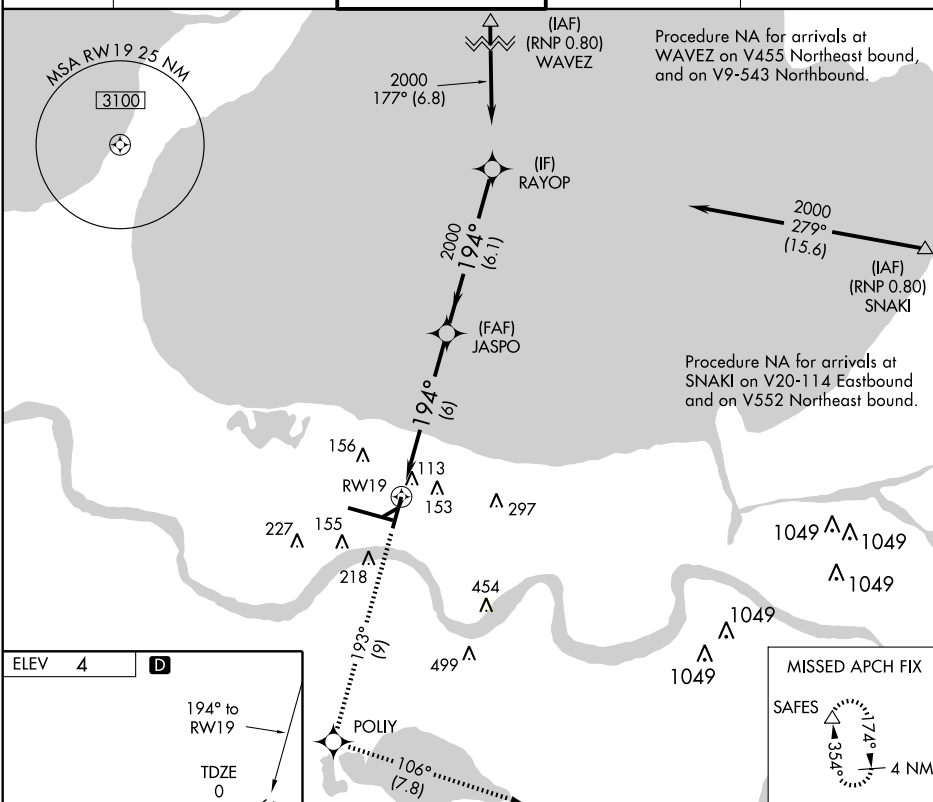 MSA RW19 25 NM
3100
(IAF)
(RNP 0.80)
WAVEZ
2000
177° (6.8)
Procedure NA for arrivals at
WAVEZ on V455 Northeast bound,
and on V9-543 Northbound.
(IF)
RAYOP
2000
194°
(6.1)
2000
279°
(15.6)
(IAF)
(RNP 0.80)
SNAKI
(FAF)
JASPO
Procedure NA for arrivals at
SNAKI on V20-114 Eastbound
and on V552 Northeast bound.
194°
(6)
156
113
RW19
153
297
227
155
218
1049
1049
1049
454
499
1049
1049
193°
(9)
ELEV 4 D
194° to
RW19
TDZE
0
POLIY
106°
(7.8)
MISSED APCH FIX
SAFES
174°
354°
4 NM